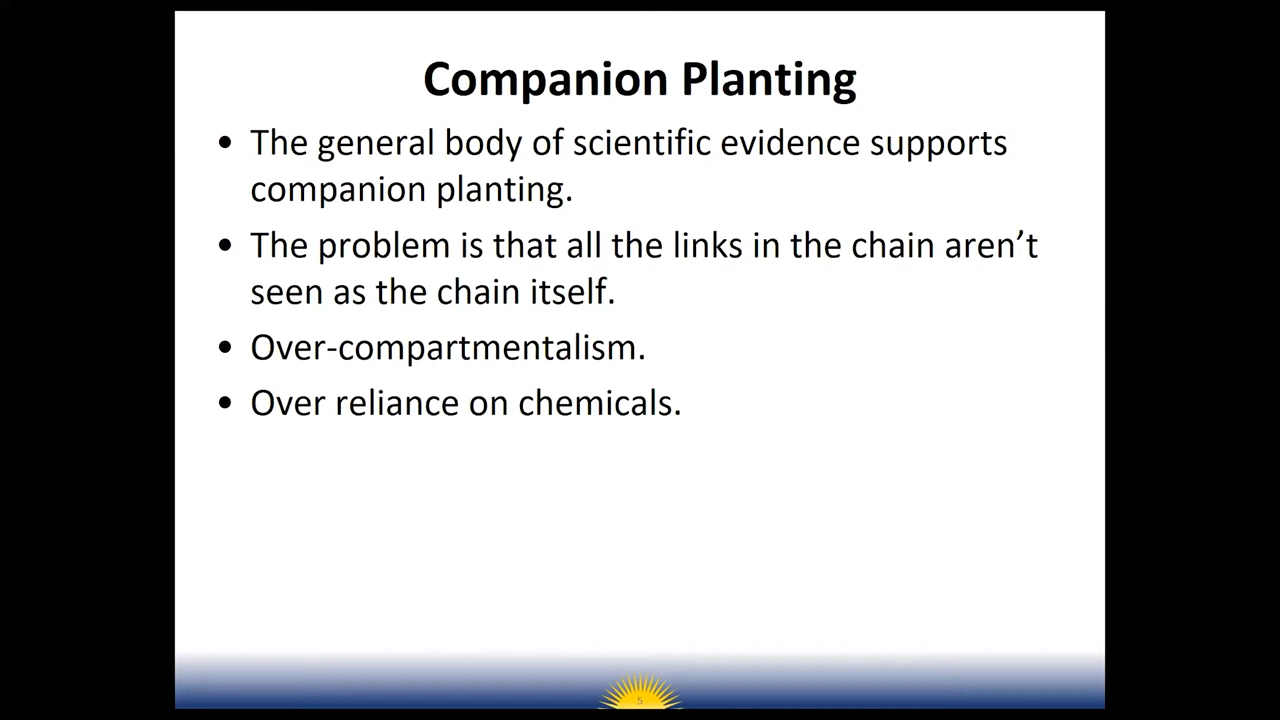 Companion Planting
• The general body of scientific evidence supports
companion planting.
• The problem is that all the links in the chain aren’t
seen as the chain itself.
• Over-compartmentalism.
• Over reliance on chemicals.
5